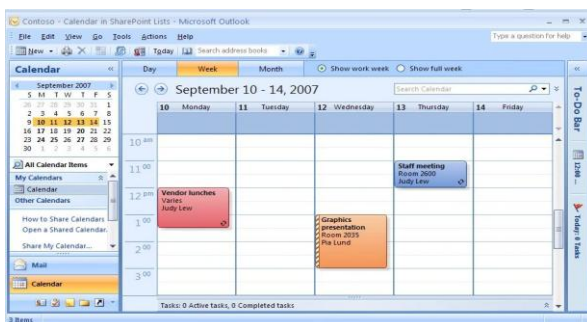 Contoso - Calendar in SharePoint Lists - Microsoft Outlook
File Edit View Go Tools Actions Help
Type a question for help
New
Today
Search address books
Calendar
Day Week Month
Show work week Show full week
September 2007
S M T W T F S
26 27 28 29 30 31 1
2 3 4 5 6 7 8
9 10 11 12 13 14 15
16 17 18 19 20 21 22
23 24 25 26 27 28 29
30 1 2 3 4 5 6
All Calendar Items
My Calendars
Calendar
Other Calendars
How to Share Calendars
Open a Shared Calendar.
Share My Calendar...
Mail
Calendar
3 Items
September 10 - 14, 2007
Search Calendar
10 Monday
11 Tuesday
12 Wednesday
13 Thursday
14 Friday
10 am
11 00
12 pm
1 00
2 00
3 00
Vendor lunches
Varies
Judy Lew
Graphics
presentation
Room 2035
Pia Lund
Staff meeting
Room 2600
Judy Lew
Tasks: 0 Active tasks, 0 Completed tasks
To-Do Bar
12:00 ...
Today: 0 Tasks